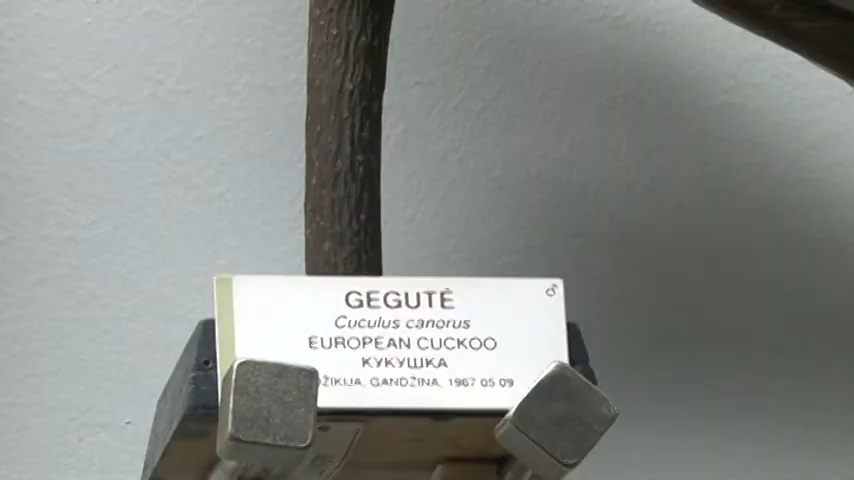 GEGUTĖ ♂
Cuculus canorus
EUROPEAN CUCKOO
КУКУШКА
GANDŽINA, 1967 05 09